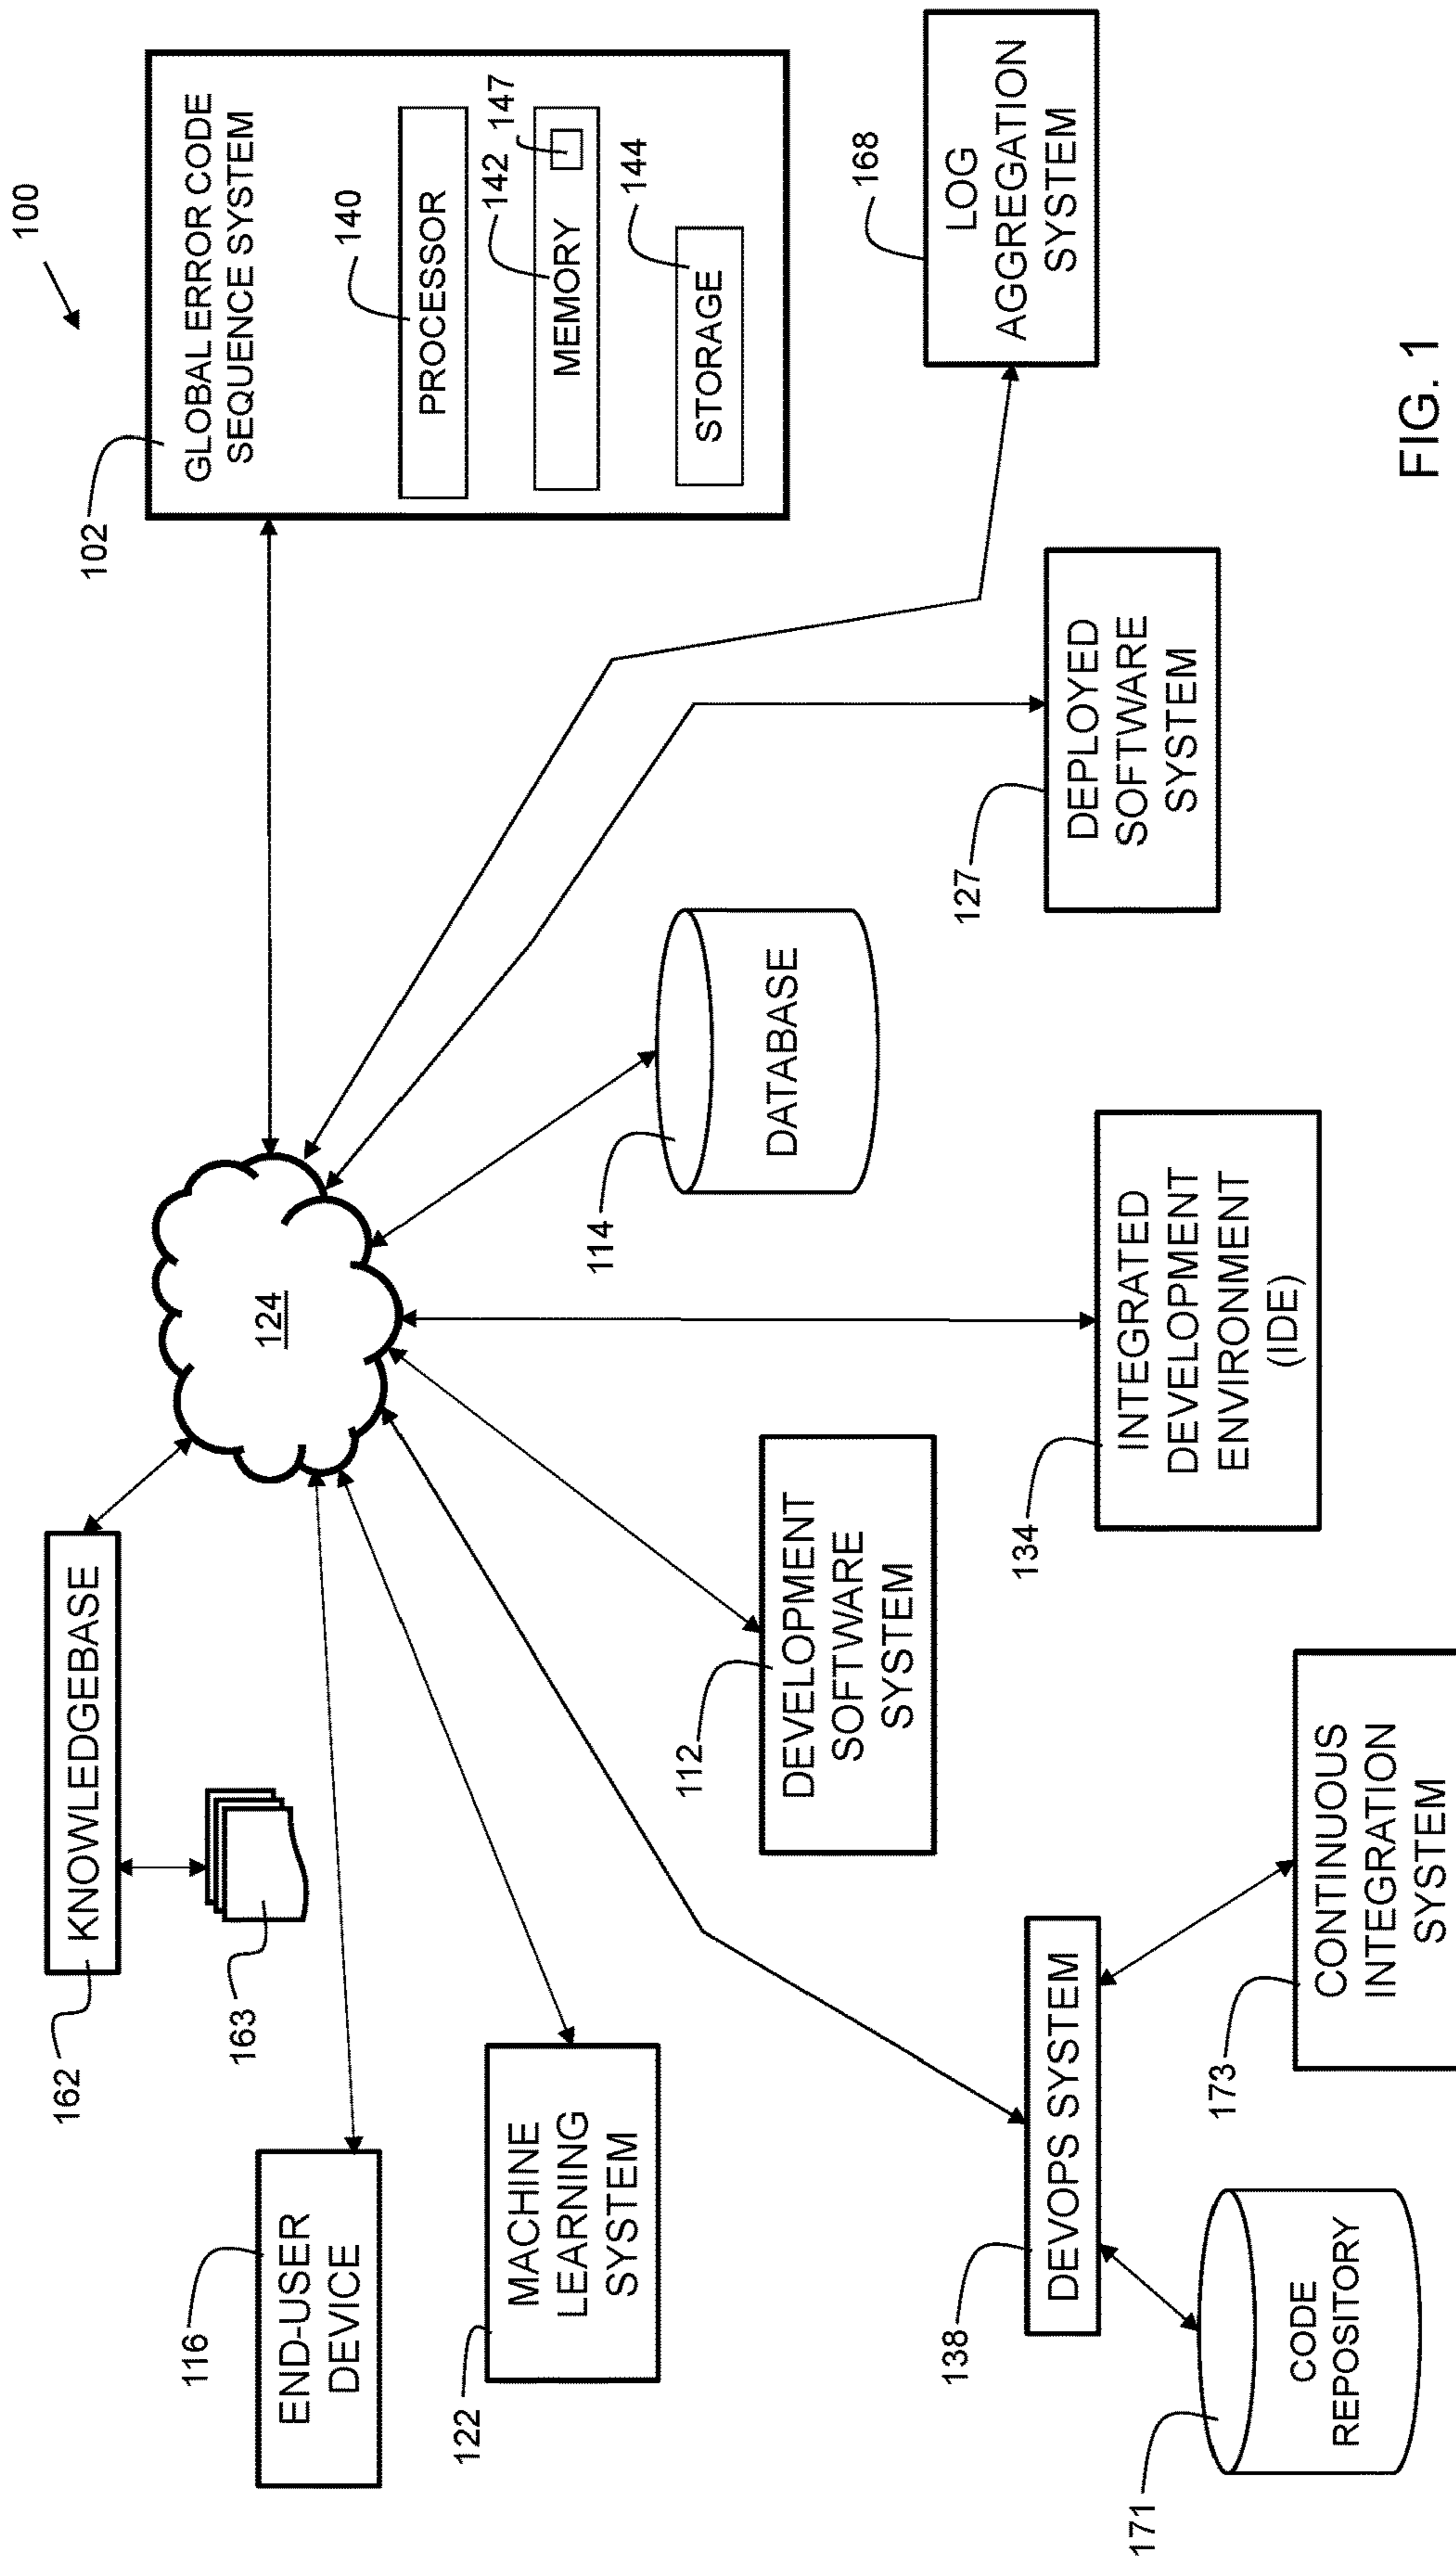 100
162
KNOWLEDGEBASE
163
116
END-USER
DEVICE
122
MACHINE
LEARNING
SYSTEM
124
102
GLOBAL ERROR CODE
SEQUENCE SYSTEM
140
PROCESSOR
142
147
MEMORY
144
STORAGE
168
LOG
AGGREGATION
SYSTEM
114
DATABASE
127
DEPLOYED
SOFTWARE
SYSTEM
112
DEVELOPMENT
SOFTWARE
SYSTEM
134
INTEGRATED
DEVELOPMENT
ENVIRONMENT
(IDE)
138
DEVOPS SYSTEM
171
CODE
REPOSITORY
173
CONTINUOUS
INTEGRATION
SYSTEM
FIG. 1